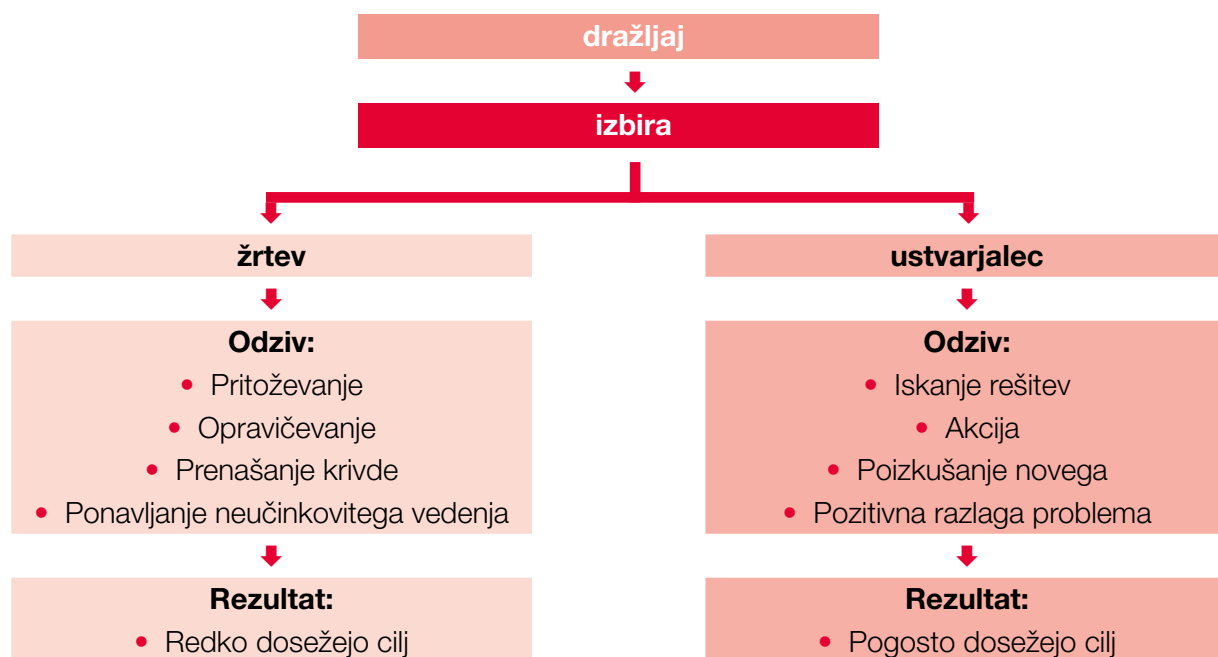 dražljaj
izbira
žrtev
Odziv:
• Pritoževanje
• Opravičevanje
• Prenašanje krivde
• Ponavljanje neučinkovitega vedenja
Rezultat:
• Redko dosežejo cilj
ustvarjalec
Odziv:
• Iskanje rešitev
• Akcija
• Poizkušanje novega
• Pozitivna razlaga problema
Rezultat:
• Pogosto dosežejo cilj